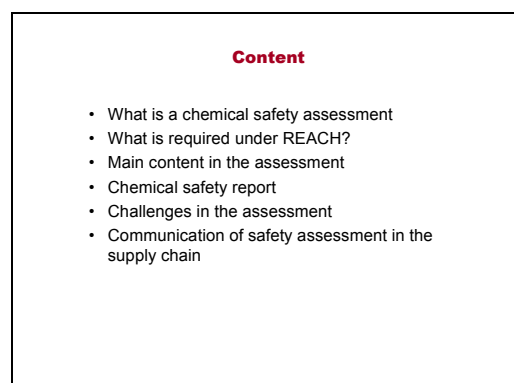 Content
• What is a chemical safety assessment
• What is required under REACH?
• Main content in the assessment
• Chemical safety report
• Challenges in the assessment
• Communication of safety assessment in the
supply chain